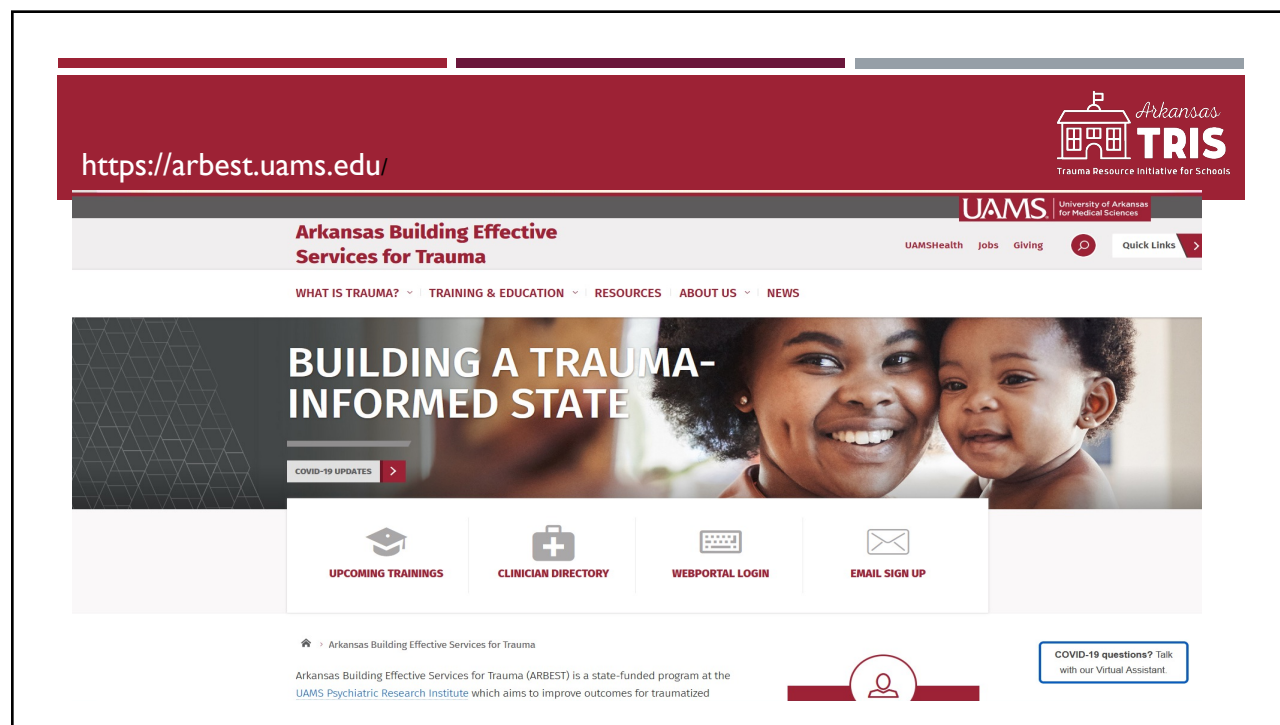 Arkansas
TRIS
Trauma Resource Initiative for Schools
https://arbest.uams.edu/
UAMS
University of Arkansas
for Medical Sciences
Arkansas Building Effective
Services for Trauma
UAMSHealth Jobs Giving Quick Links
WHAT IS TRAUMA? TRAINING & EDUCATION RESOURCES ABOUT US NEWS
BUILDING A TRAUMA-
INFORMED STATE
COVID-19 UPDATES
UPCOMING TRAININGS CLINICIAN DIRECTORY WEBPORTAL LOGIN EMAIL SIGN UP
Arkansas Building Effective Services for Trauma
Arkansas Building Effective Services for Trauma (ARBEST) is a state-funded program at the
UAMS Psychiatric Research Institute which aims to improve outcomes for traumatized
COVID-19 questions? Talk
with our Virtual Assistant